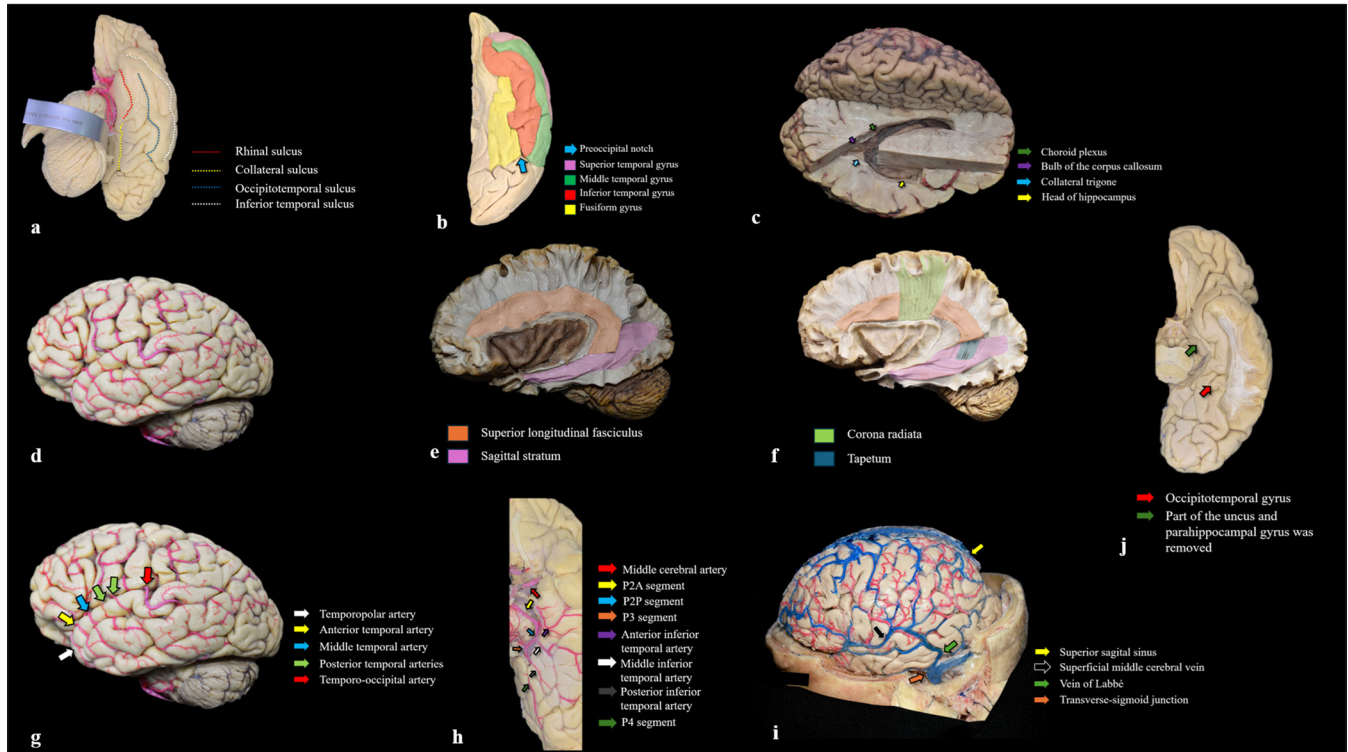 Rhinal sulcus
Collateral sulcus
Occipitotemporal sulcus
Inferior temporal sulcus
a
Preoccipital notch
Superior temporal gyrus
Middle temporal gyrus
Inferior temporal gyrus
Fusiform gyrus
b
Choroid plexus
Bulb of the corpus callosum
Collateral trigone
Head of hippocampus
c
d
Superior longitudinal fasciculus
Sagittal stratum
e
Corona radiata
Tapetum
f
Occipitotemporal gyrus
Part of the uncus and
parahippocampal gyrus was
removed
j
Temporopolar artery
Anterior temporal artery
Middle temporal artery
Posterior temporal arteries
Temporo-occipital artery
g
Middle cerebral artery
P2A segment
P2P segment
P3 segment
Anterior inferior
temporal artery
Middle inferior
temporal artery
Posterior inferior
temporal artery
P4 segment
h
Superior sagital sinus
Superficial middle cerebral vein
Vein of Labbé
Transverse-sigmoid junction
i